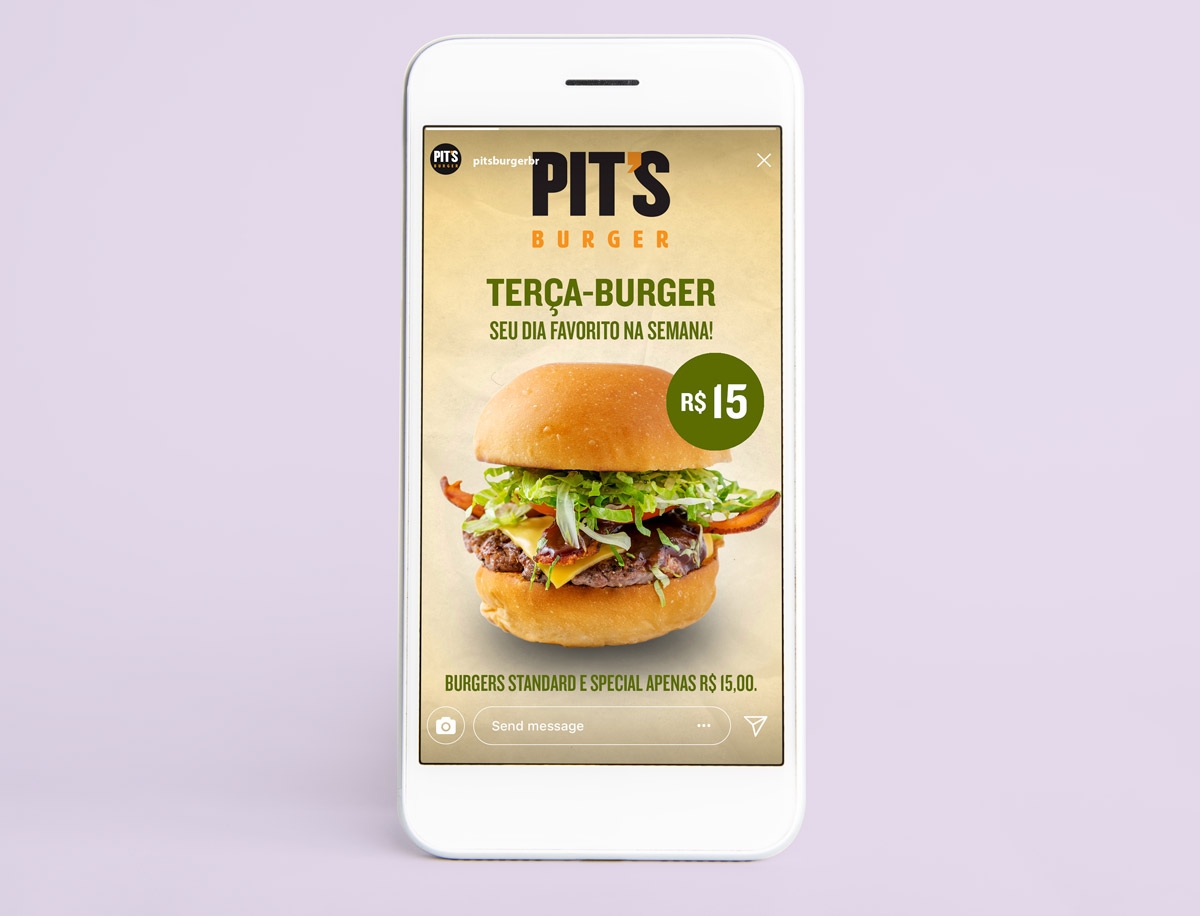 PIT'S
BURGER
pitsburgerbr
PIT'S
BURGER
TERÇA-BURGER
SEU DIA FAVORITO NA SEMANA!
R$ 15
BURGERS STANDARD E SPECIAL APENAS R$ 15,00.
Send message